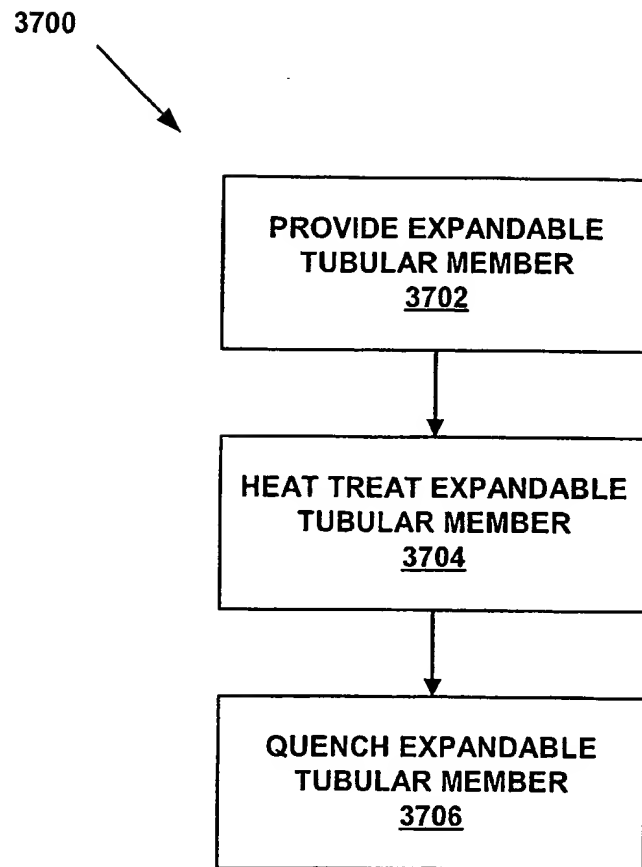 3700
PROVIDE EXPANDABLE
TUBULAR MEMBER
3702
HEAT TREAT EXPANDABLE
TUBULAR MEMBER
3704
QUENCH EXPANDABLE
TUBULAR MEMBER
3706